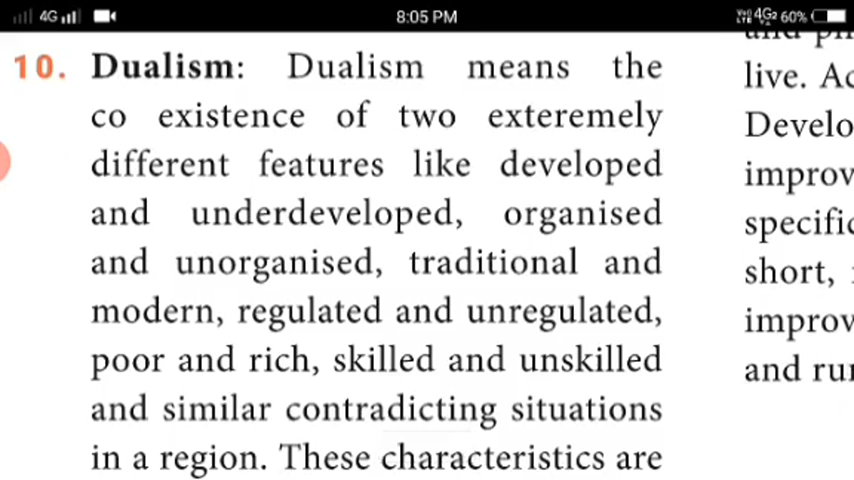 4G 8:05 PM 4G2 60%
10. Dualism: Dualism means the
co existence of two exteremely
different features like developed
and underdeveloped, organised
and unorganised, traditional and
modern, regulated and unregulated,
poor and rich, skilled and unskilled
and similar contradicting situations
in a region. These characteristics are
live. Ac
Develo
improv
specific
short,
improv
and rur